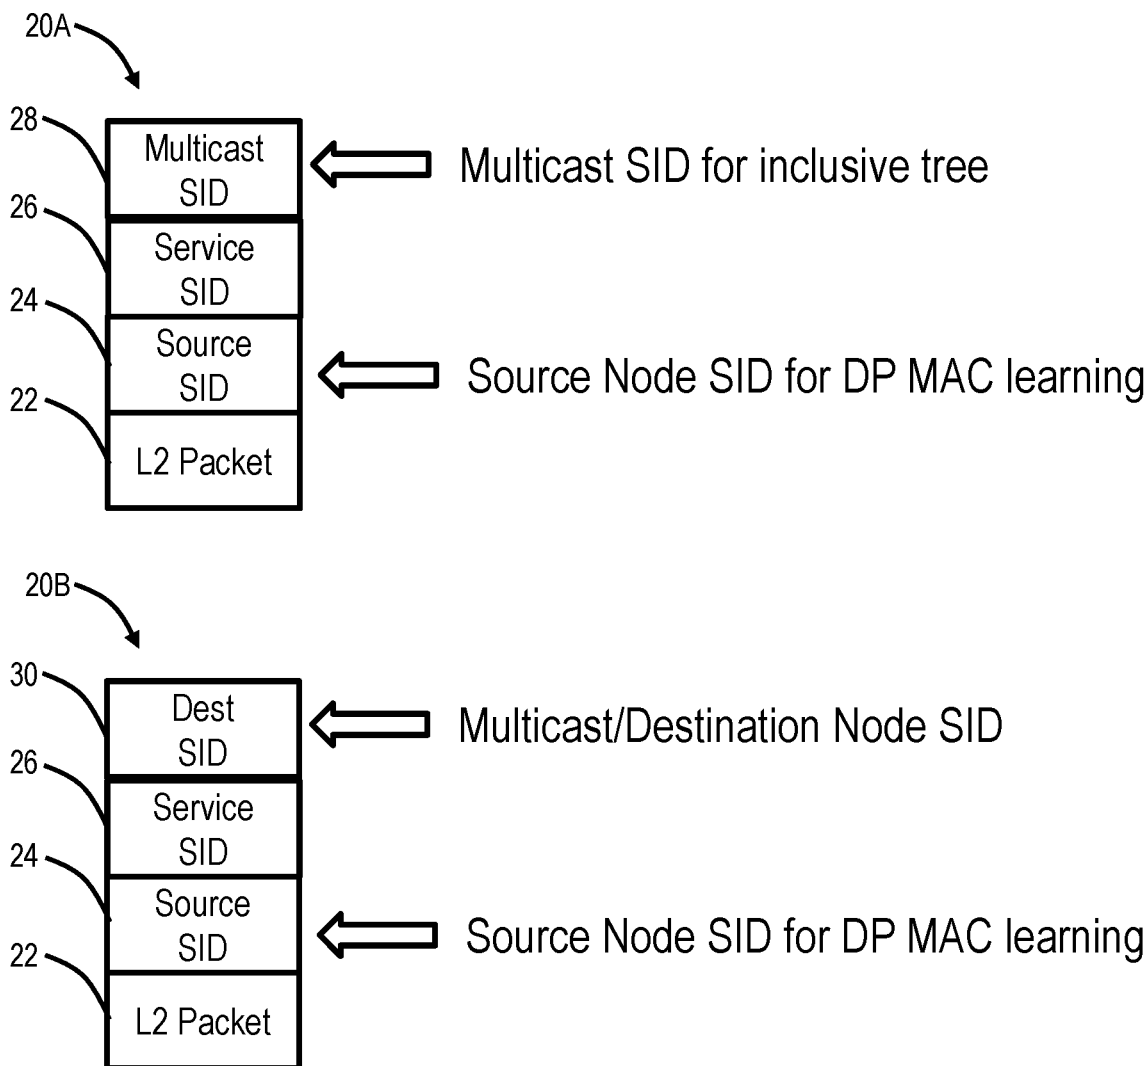 20A
28
Multicast
SID
Multicast SID for inclusive tree
26
Service
SID
24
Source
SID
Source Node SID for DP MAC learning
22
L2 Packet
20B
30
Dest
SID
Multicast/Destination Node SID
26
Service
SID
24
Source
SID
Source Node SID for DP MAC learning
22
L2 Packet